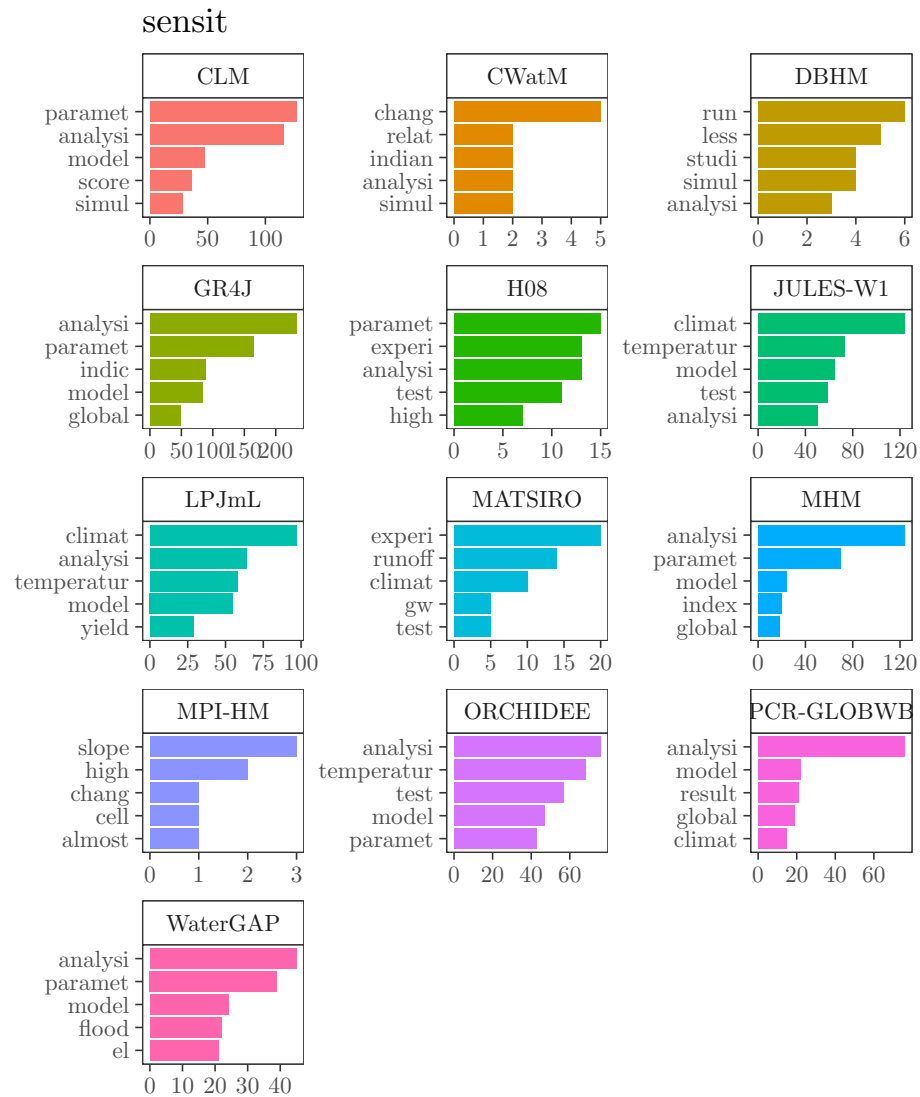 sensit
CLM
paramet
analysi
model
score
simul
0 50 100
CWatM
chang
relat
indian
analysi
simul
0 1 2 3 4 5
DBHM
run
less
studi
simul
analysi
0 2 4 6
GR4J
analysi
paramet
indic
model
global
0 50 100 150 200
H08
paramet
experi
analysi
test
high
0 5 10 15
JULES-W1
climat
temperatur
model
test
analysi
0 40 80 120
LPJmL
climat
analysi
temperatur
model
yield
0 25 50 75 100
MATSIRO
experi
runoff
climat
gw
test
0 5 10 15 20
MHM
analysi
paramet
model
index
global
0 40 80 120
MPI-HM
slope
high
chang
cell
almost
0 1 2 3
ORCHIDEE
analysi
temperatur
test
model
paramet
0 20 40 60
PCR-GLOBWB
analysi
model
result
global
climat
0 20 40 60
WaterGAP
analysi
paramet
model
flood
el
0 10 20 30 40